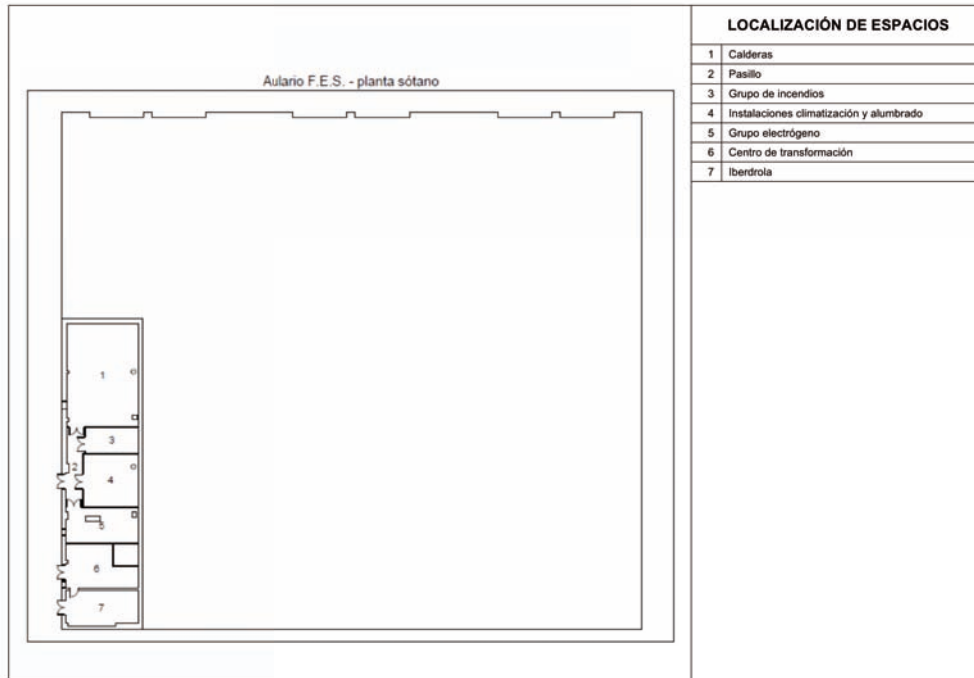 Aulario F.E.S. - planta sótano
1
3
2
4
5
6
7
LOCALIZACIÓN DE ESPACIOS
1 Calderas
2 Pasillo
3 Grupo de incendios
4 Instalaciones climatización y alumbrado
5 Grupo electrógeno
6 Centro de transformación
7 Iberdrola